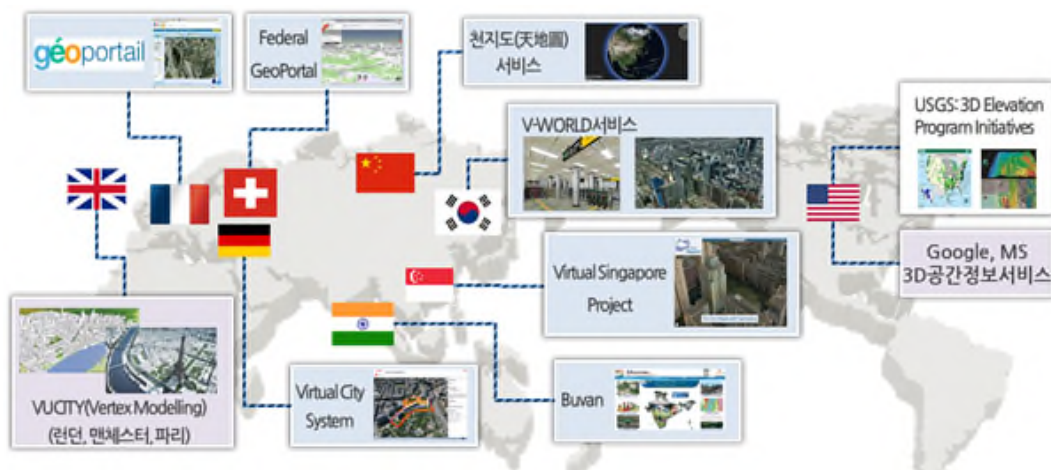 géoportail
Federal
GeoPortal
천지도(天地圖)
서비스
USGS: 3D Elevation
Program Initiatives
V-WORLD서비스
Google, MS
3D공간정보서비스
Virtual Singapore
Project
VUCITY(Vertex Modelling)
(런던, 맨체스터, 파리)
Virtual City
System
Buvan